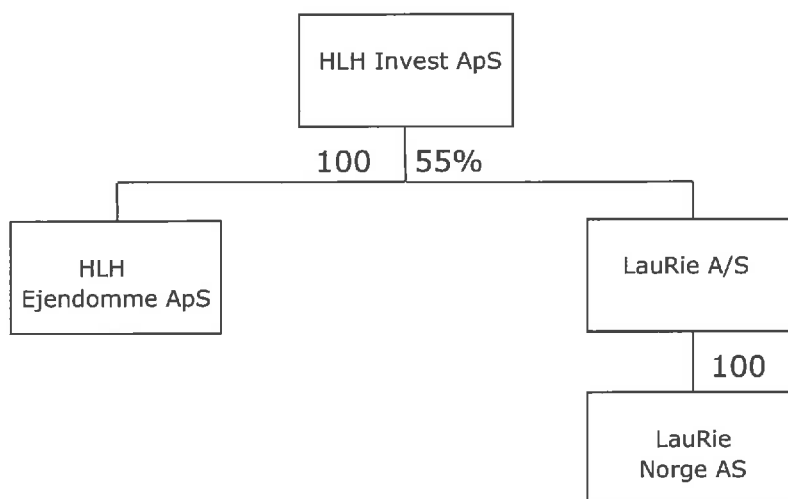 HLH Invest ApS
100
55%
HLH
Ejendomme ApS
LauRie A/S
100
LauRie
Norge AS